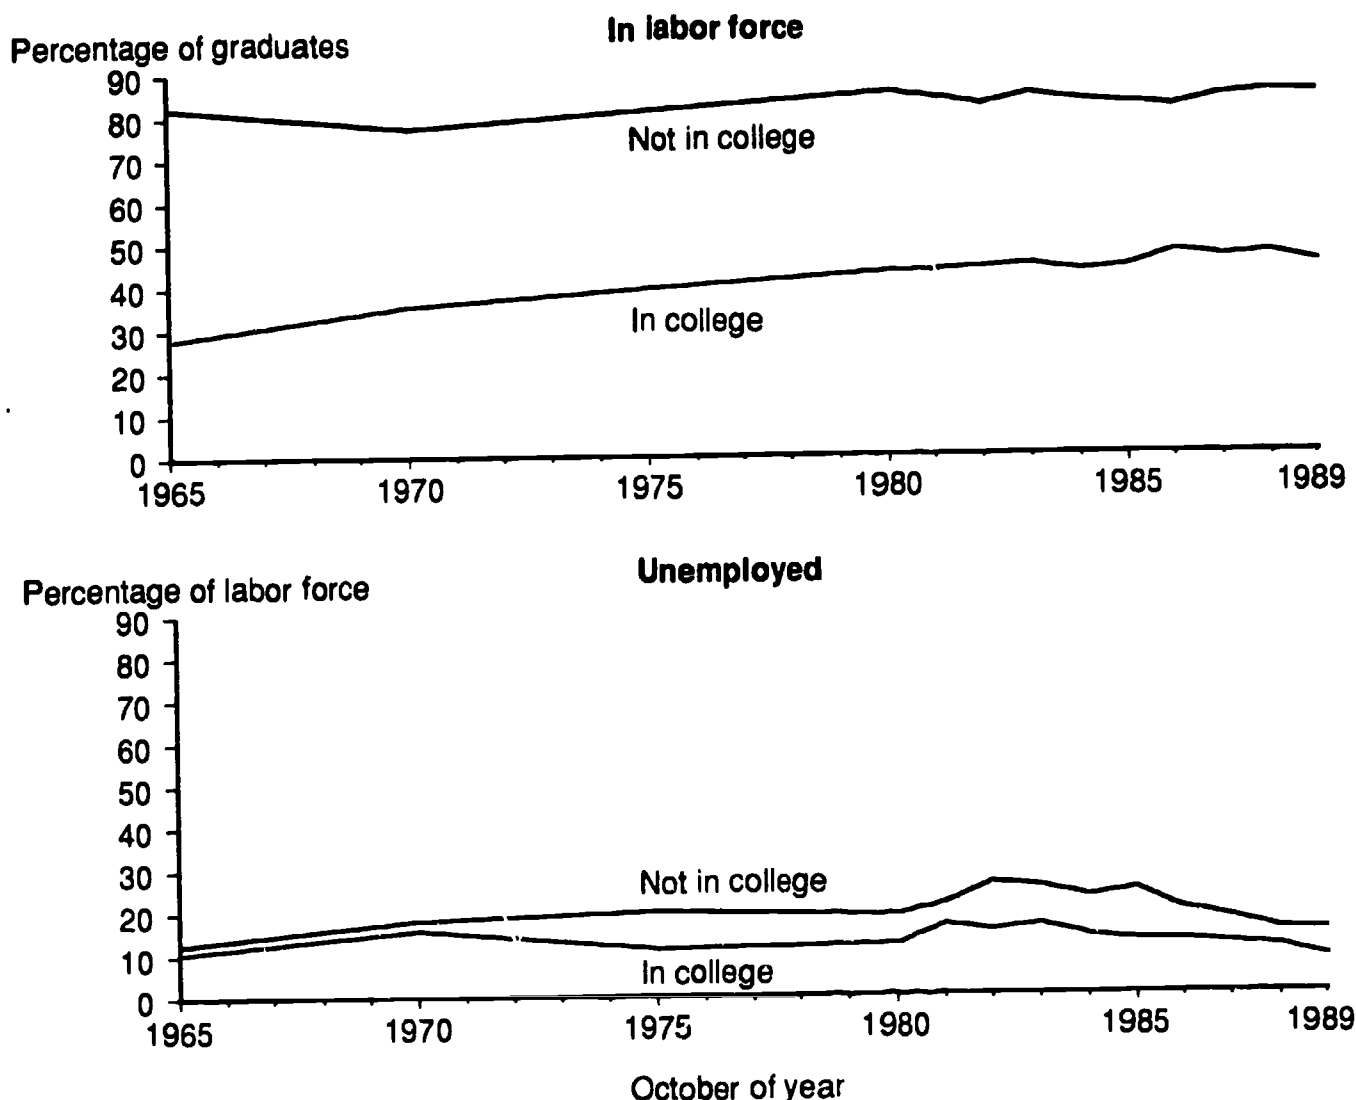 In labor force
Percentage of graduates
90
80
70
60
50
40
30
20
10
0
Not in college
In college
1965 1970 1975 1980 1985 1989
Unemployed
Percentage of labor force
90
80
70
60
50
40
30
20
10
0
Not in college
In college
1965 1970 1975 1980 1985 1989
October of year